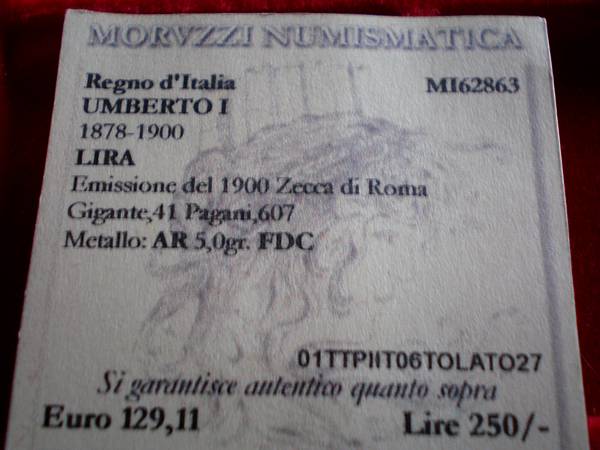 MORVZZI NUMISMATICA
Regno d'Italia MI62863
UMBERTO I
1878-1900
LIRA
Emissione del 1900 Zecca di Roma
Gigante,41 Pagani,607
Metallo: AR 5,0gr. FDC
01TTPIIT06TOLATO27
Si garantisce autentico quanto sopra
Euro 129,11 Lire 250/-